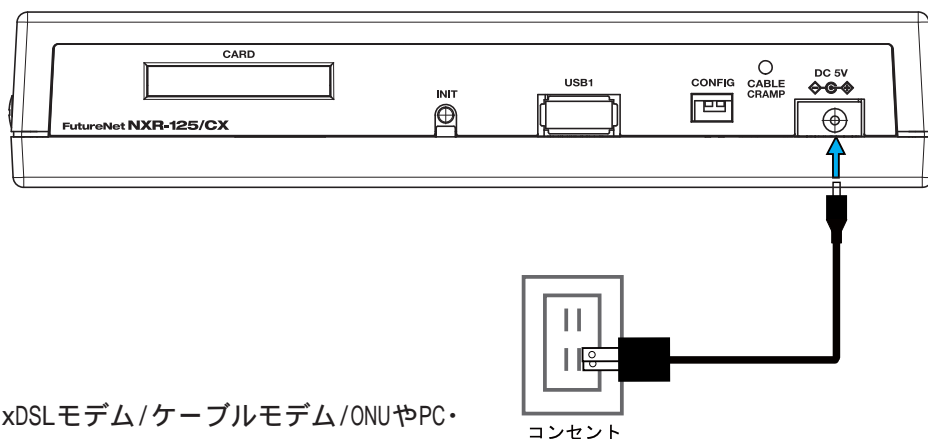 CARD
INIT
USB1
CONFIG
CABLE
CRAMP
DC 5V
FutureNet NXR-125/CX
xDSLモデム/ケーブルモデム/ONUやPC・
コンセント